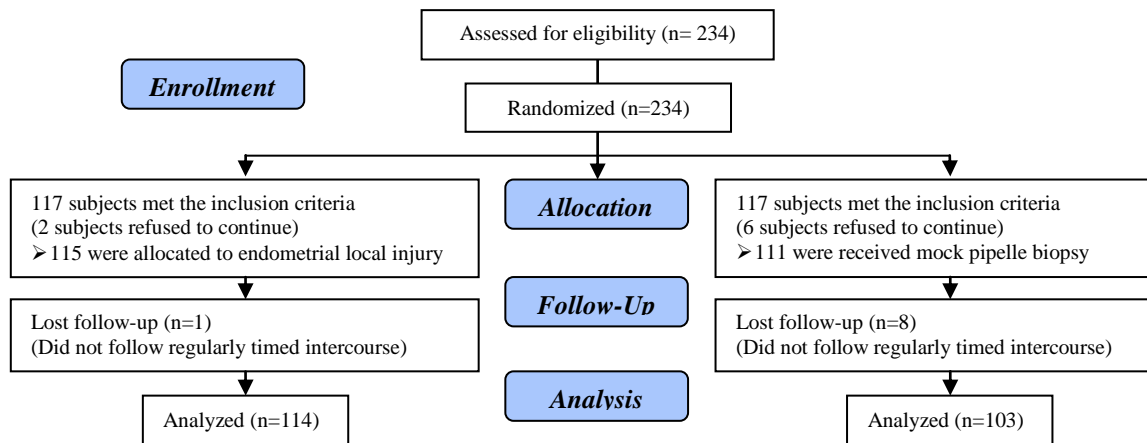 Assessed for eligibility (n= 234)
Enrollment
Randomized (n=234)
117 subjects met the inclusion criteria
(2 subjects refused to continue)
➢115 were allocated to endometrial local injury
Allocation
117 subjects met the inclusion criteria
(6 subjects refused to continue)
➢111 were received mock pipelle biopsy
Lost follow-up (n=1)
(Did not follow regularly timed intercourse)
Follow-Up
Lost follow-up (n=8)
(Did not follow regularly timed intercourse)
Analyzed (n=114)
Analysis
Analyzed (n=103)